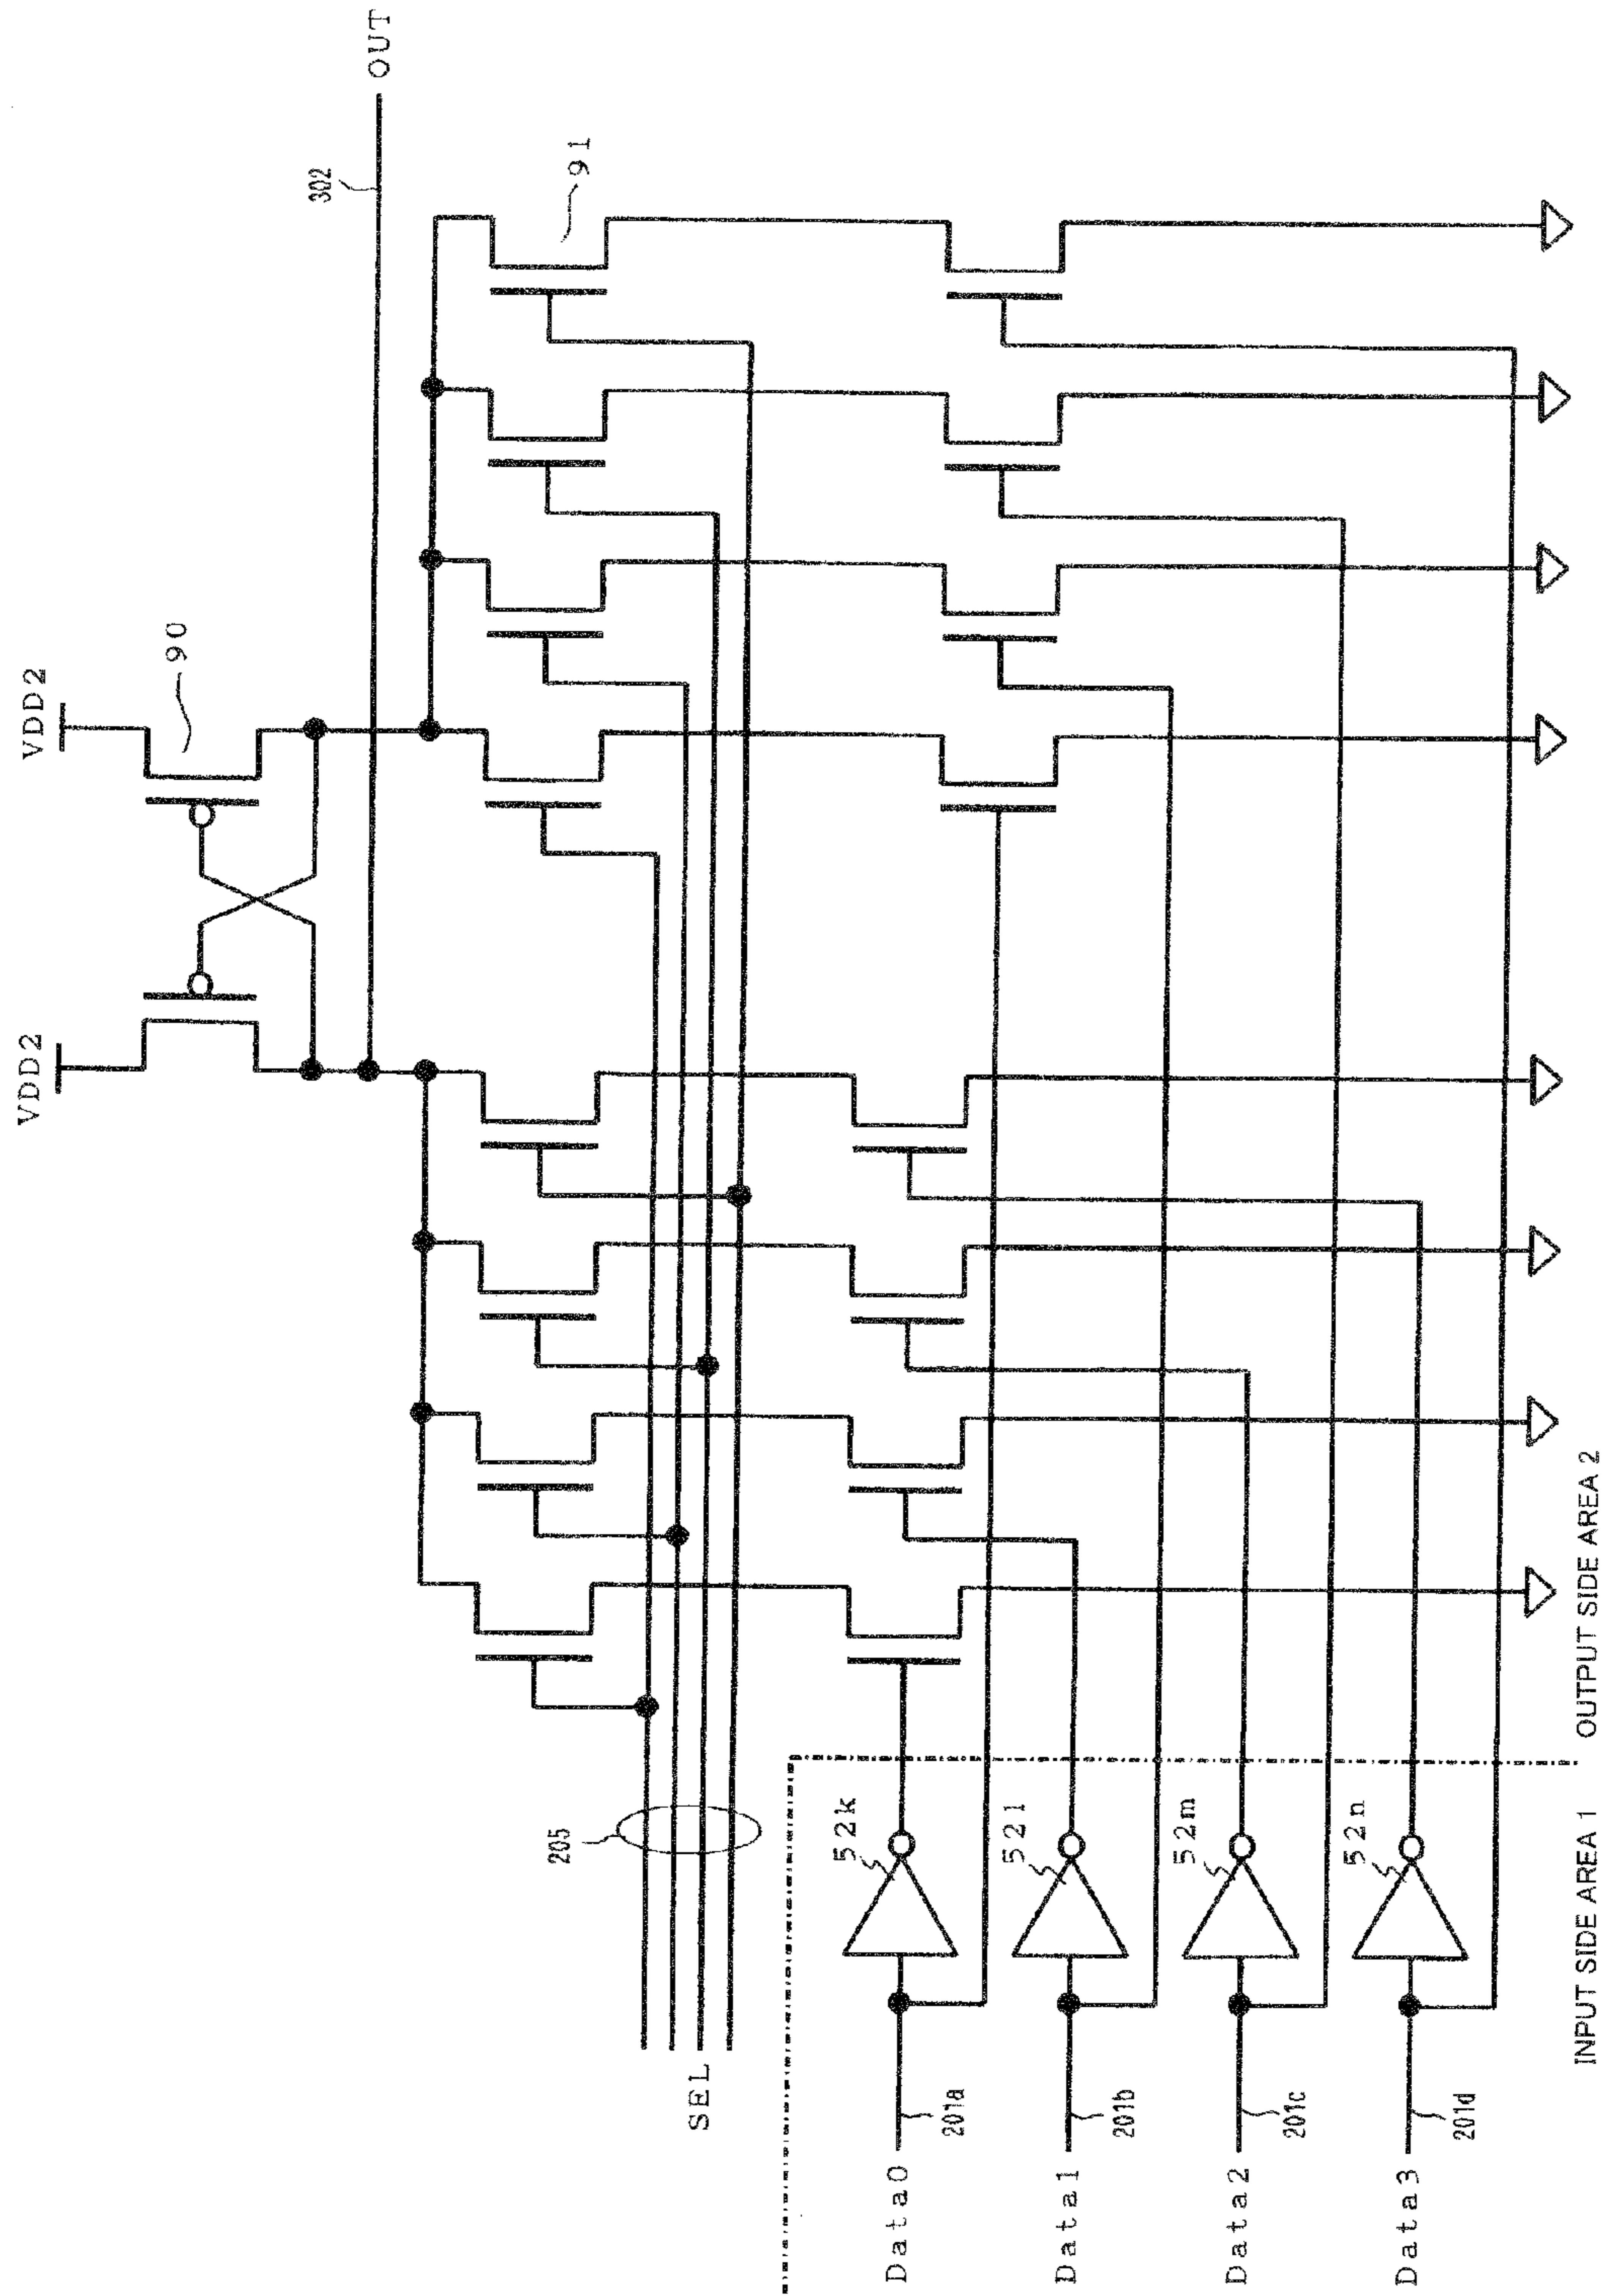 VDD2
VDD2
90
302
OUT
91
205
SEL
52k
52l
52m
52n
Data0
201a
Data1
201b
Data2
201c
Data3
201d
INPUT SIDE AREA 1
OUTPUT SIDE AREA 2